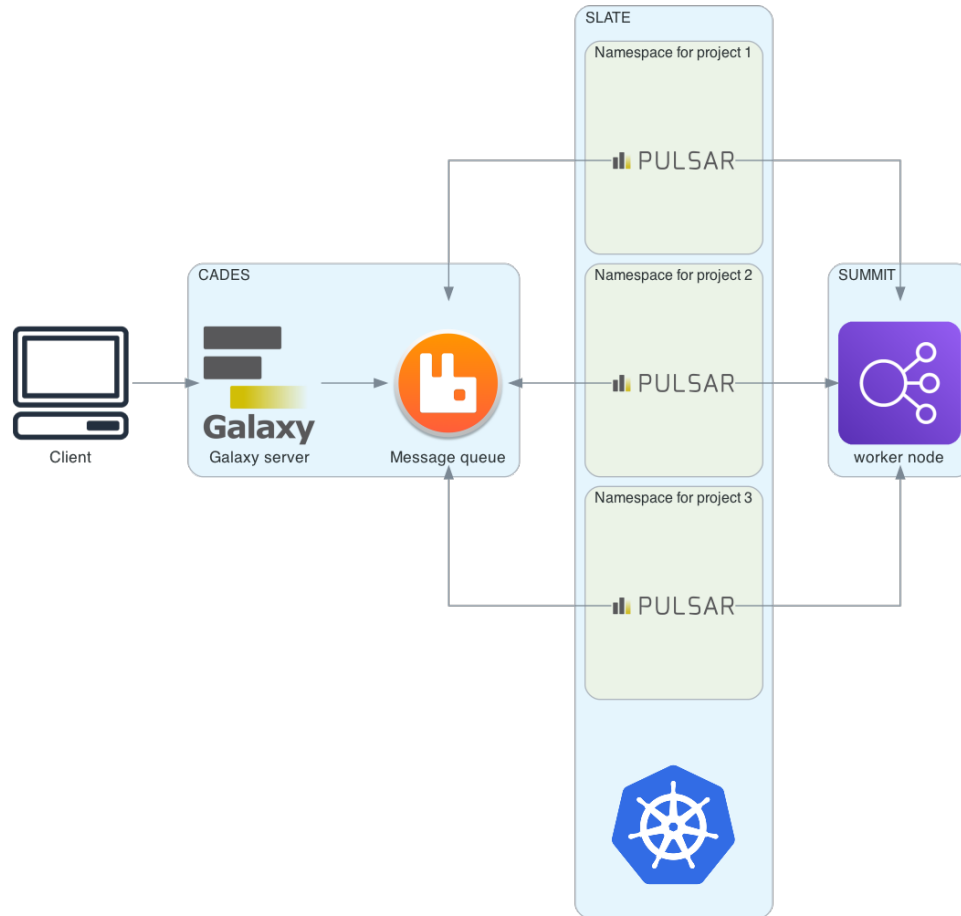 SLATE
Namespace for project 1
PULSAR
CADES
Galaxy
Galaxy server
Message queue
Client
Namespace for project 2
PULSAR
SUMMIT
worker node
Namespace for project 3
PULSAR